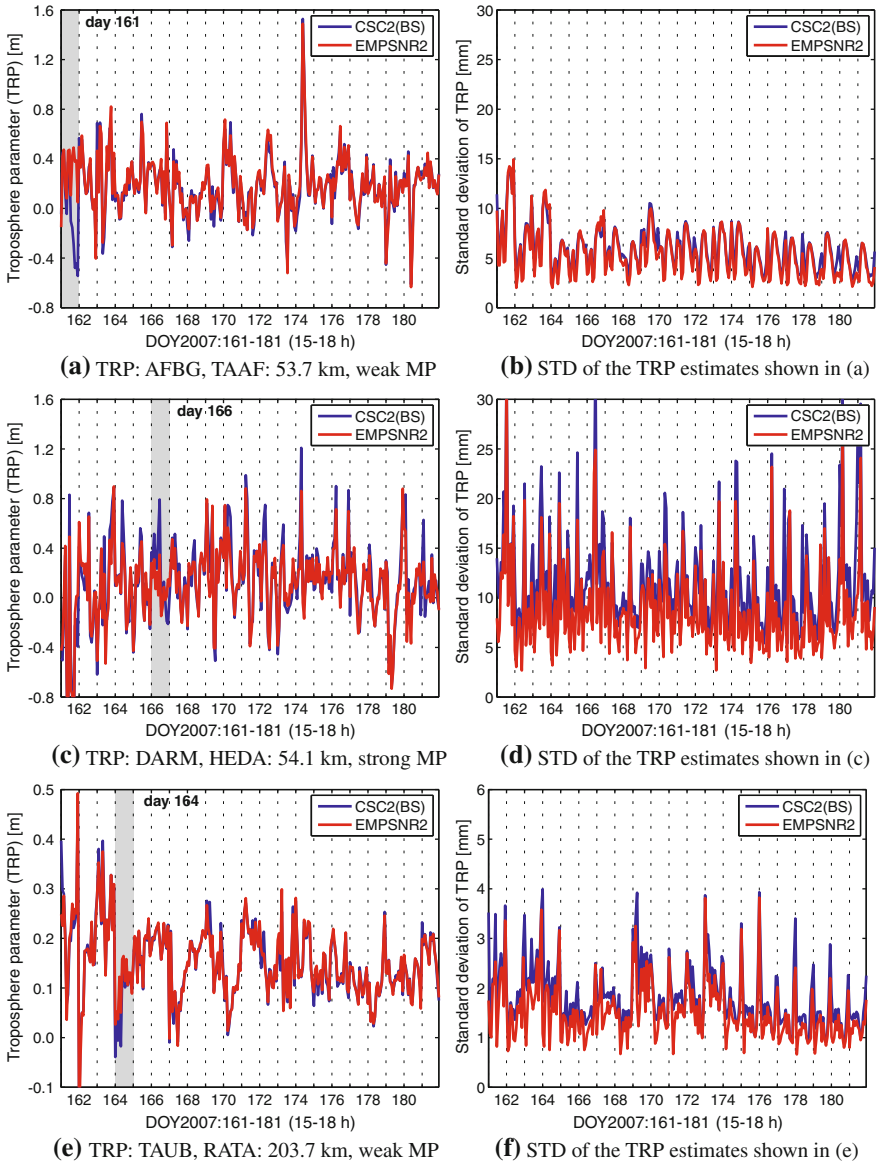 day 161
CSC2(BS)
EMPSNR2
Troposphere parameter (TRP) [m]
1.6
1.2
0.8
0.4
0.0
-0.4
-0.8
162 164 166 168 170 172 174 176 178 180
DOY2007:161-181 (15-18 h)
(a) TRP: AFBG, TAAF: 53.7 km, weak MP
CSC2(BS)
EMPSNR2
Standard deviation of TRP [mm]
30
25
20
15
10
5
0
162 164 166 168 170 172 174 176 178 180
DOY2007:161-181 (15-18 h)
(b) STD of the TRP estimates shown in (a)
day 166
CSC2(BS)
EMPSNR2
Troposphere parameter (TRP) [m]
1.6
1.2
0.8
0.4
0.0
-0.4
-0.8
162 164 166 168 170 172 174 176 178 180
DOY2007:161-181 (15-18 h)
(c) TRP: DARM, HEDA: 54.1 km, strong MP
CSC2(BS)
EMPSNR2
Standard deviation of TRP [mm]
30
25
20
15
10
5
0
162 164 166 168 170 172 174 176 178 180
DOY2007:161-181 (15-18 h)
(d) STD of the TRP estimates shown in (c)
day 164
CSC2(BS)
EMPSNR2
Troposphere parameter (TRP) [m]
0.5
0.4
0.3
0.2
0.1
0.0
-0.1
162 164 166 168 170 172 174 176 178 180
DOY2007:161-181 (15-18 h)
(e) TRP: TAUB, RATA: 203.7 km, weak MP
CSC2(BS)
EMPSNR2
Standard deviation of TRP [mm]
6
5
4
3
2
1
0
162 164 166 168 170 172 174 176 178 180
DOY2007:161-181 (15-18 h)
(f) STD of the TRP estimates shown in (e)